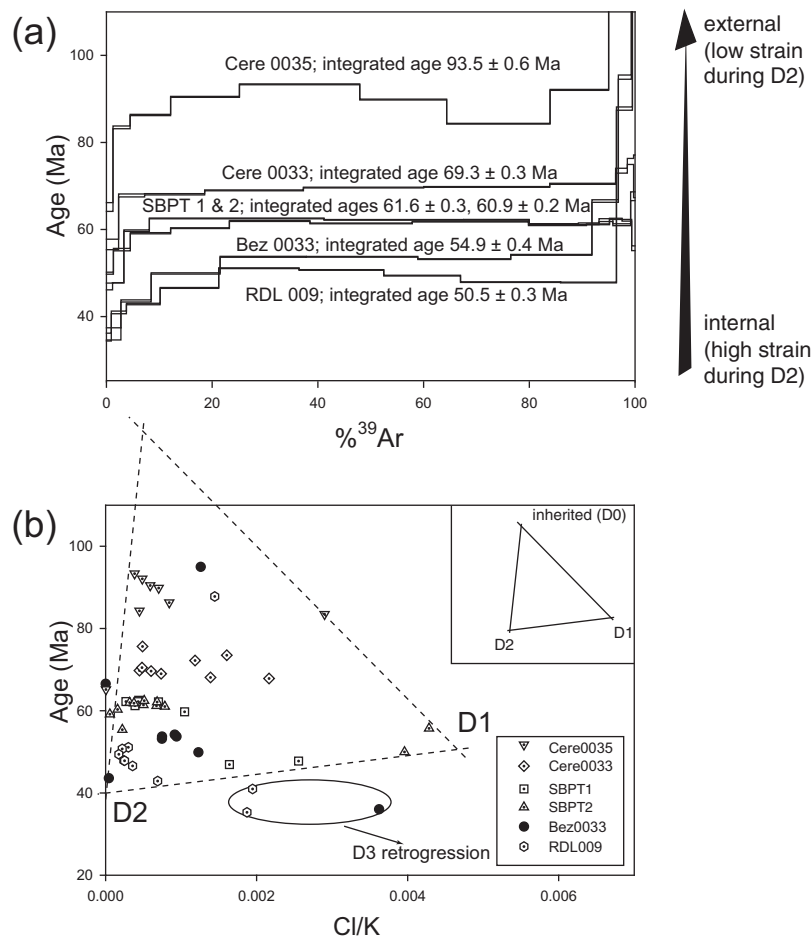 (a)
110
100
80
60
40
Age (Ma)
Cere 0035; integrated age 93.5 ± 0.6 Ma
Cere 0033; integrated age 69.3 ± 0.3 Ma
SBPT 1 & 2; integrated ages 61.6 ± 0.3, 60.9 ± 0.2 Ma
Bez 0033; integrated age 54.9 ± 0.4 Ma
RDL 009; integrated age 50.5 ± 0.3 Ma
0 20 40 60 80 100
%³⁹Ar
external
(low strain
during D2)
internal
(high strain
during D2)
(b)
100
80
60
40
20
Age (Ma)
inherited (D0)
D2
D1
D1
D2
D3 retrogression
Cere0035
Cere0033
SBPT1
SBPT2
Bez0033
RDL009
0.000 0.002 0.004 0.006
Cl/K